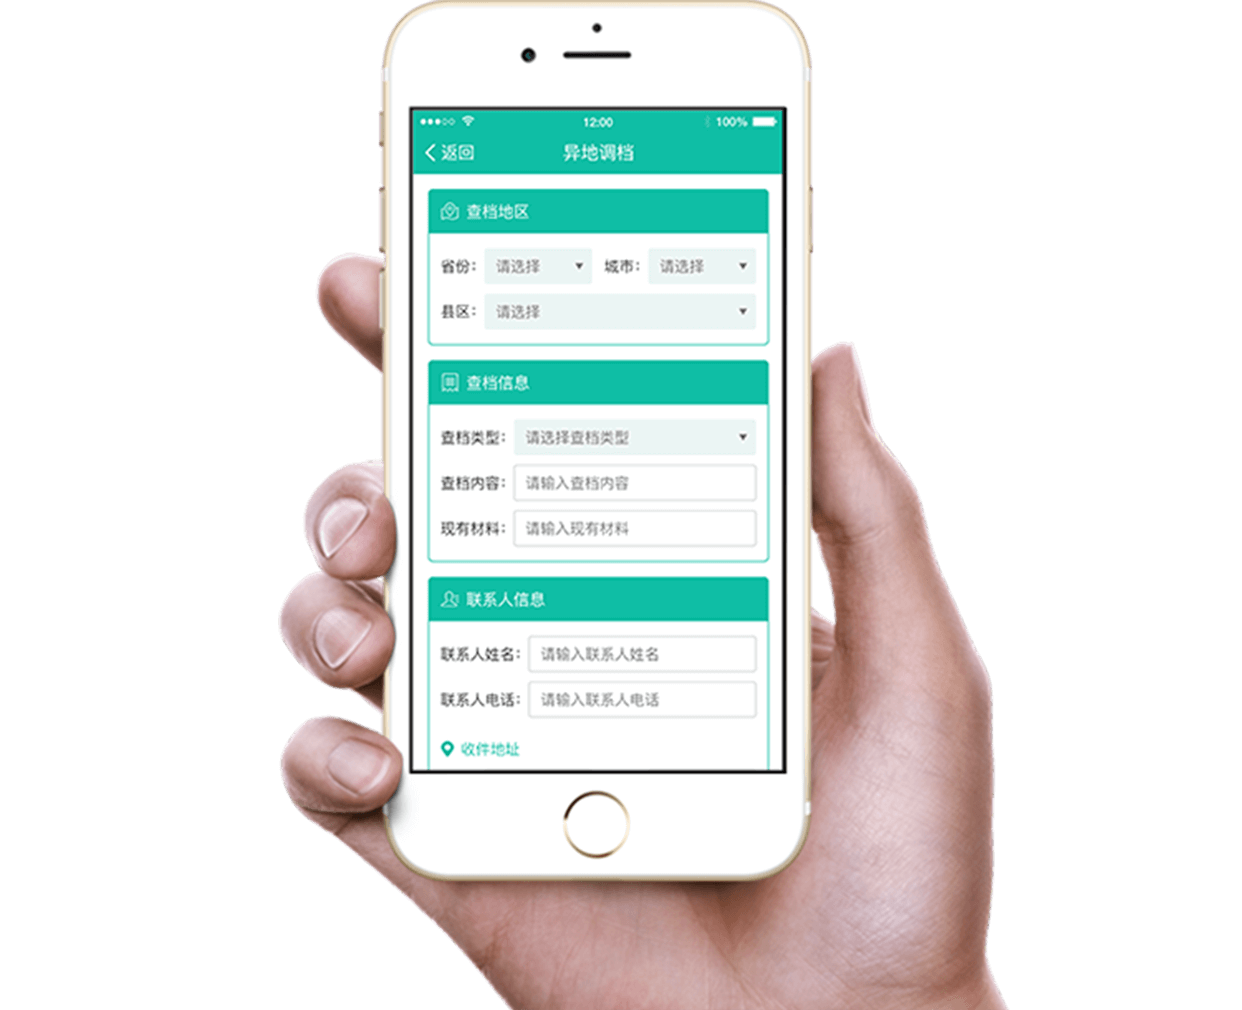 12:00 100%
返回 异地调档
查档地区
省份： 请选择 城市： 请选择
县区： 请选择
查档信息
查档类型： 请选择查档类型
查档内容： 请输入查档内容
现有材料： 请输入现有材料
联系人信息
联系人姓名： 请输入联系人姓名
联系人电话： 请输入联系人电话
收件地址